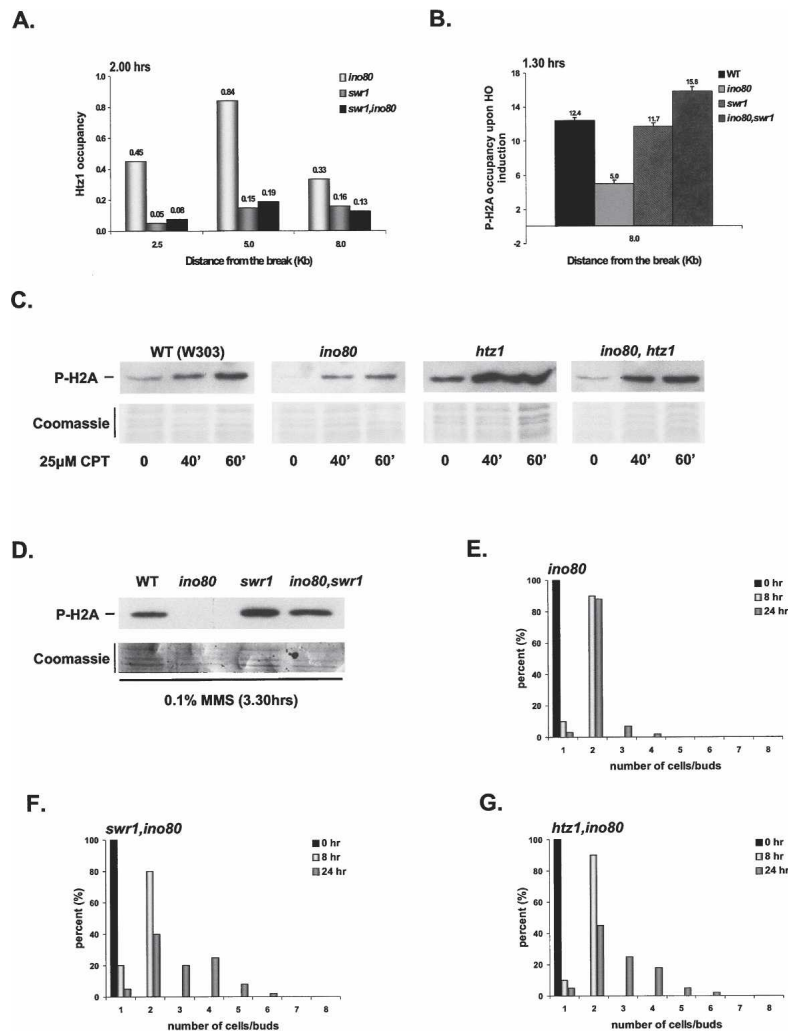 A.
2.00 hrs
Htz1 occupancy
1.0
0.8
0.6
0.4
0.2
0.0
0.45
0.05
0.08
0.84
0.15
0.19
0.33
0.16
0.13
2.5
5.0
8.0
Distance from the break (Kb)
ino80
swr1
swr1,ino80
B.
1.30 hrs
P-H2A occupancy upon HO
induction
18
14
10
6
2
-2
12.4
5.0
11.7
15.8
8.0
Distance from the break (Kb)
WT
ino80
swr1
ino80,swr1
C.
WT (W303) ino80 htz1 ino80, htz1
P-H2A
Coomassie
25µM CPT 0 40' 60' 0 40' 60' 0 40' 60' 0 40' 60'
D.
WT ino80 swr1 ino80,swr1
P-H2A
Coomassie
0.1% MMS (3.30hrs)
E.
ino80
percent (%)
100
80
60
40
20
0
1 2 3 4 5 6 7 8
number of cells/buds
0 hr
8 hr
24 hr
F.
swr1,ino80
percent (%)
100
80
60
40
20
0
1 2 3 4 5 6 7 8
number of cells/buds
0 hr
8 hr
24 hr
G.
htz1,ino80
percent (%)
100
80
60
40
20
0
1 2 3 4 5 6 7 8
number of cells/buds
0 hr
8 hr
24 hr